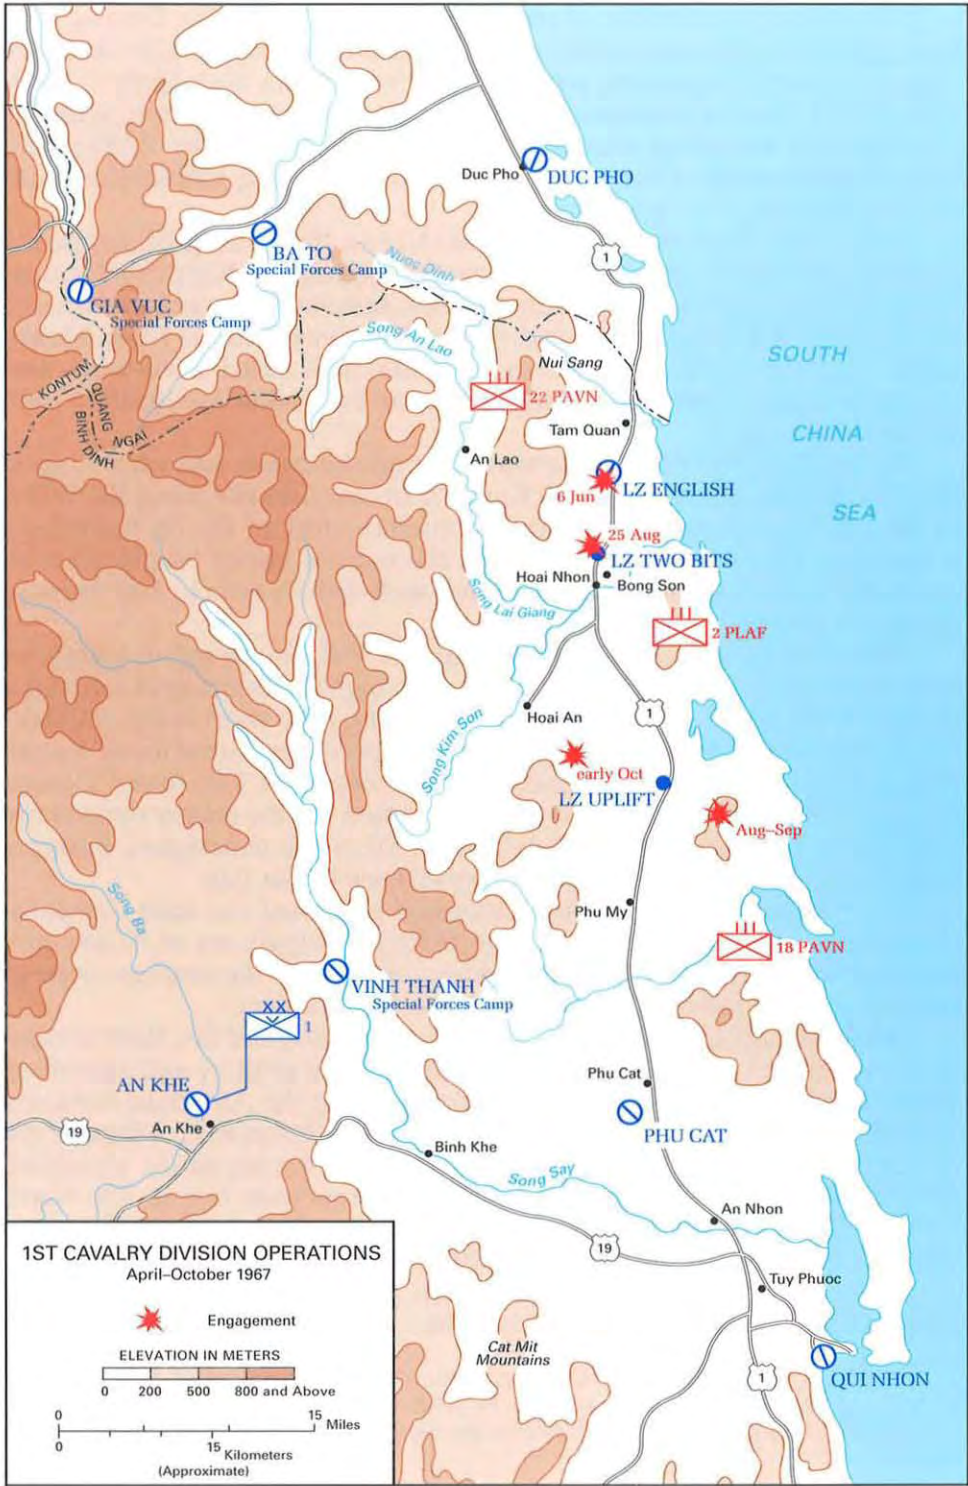 Duc Pho
DUC PHO
BA TO
Special Forces Camp
Nuoc Dinh
1
GIA VUC
Special Forces Camp
Song An Lao
Nui Sang
SOUTH
CHINA
SEA
KONTUM
QUANG
NGAI
BINH DINH
22 PAVN
Tam Quan
An Lao
6 Jun
LZ ENGLISH
25 Aug
LZ TWO BITS
Hoai Nhon
Bong Son
Song Lai Giang
2 PLAF
Hoai An
1
Song Kim Son
early Oct
LZ UPLIFT
Aug–Sep
Song Ba
Phu My
18 PAVN
VINH THANH
Special Forces Camp
XX
1
AN KHE
An Khe
19
Phu Cat
PHU CAT
Binh Khe
Song Say
An Nhon
19
Tuy Phuoc
Cat Mit
Mountains
QUI NHON
1
1ST CAVALRY DIVISION OPERATIONS
April–October 1967
Engagement
ELEVATION IN METERS
0 200 500 800 and Above
0 15 Miles
0 15 Kilometers
(Approximate)